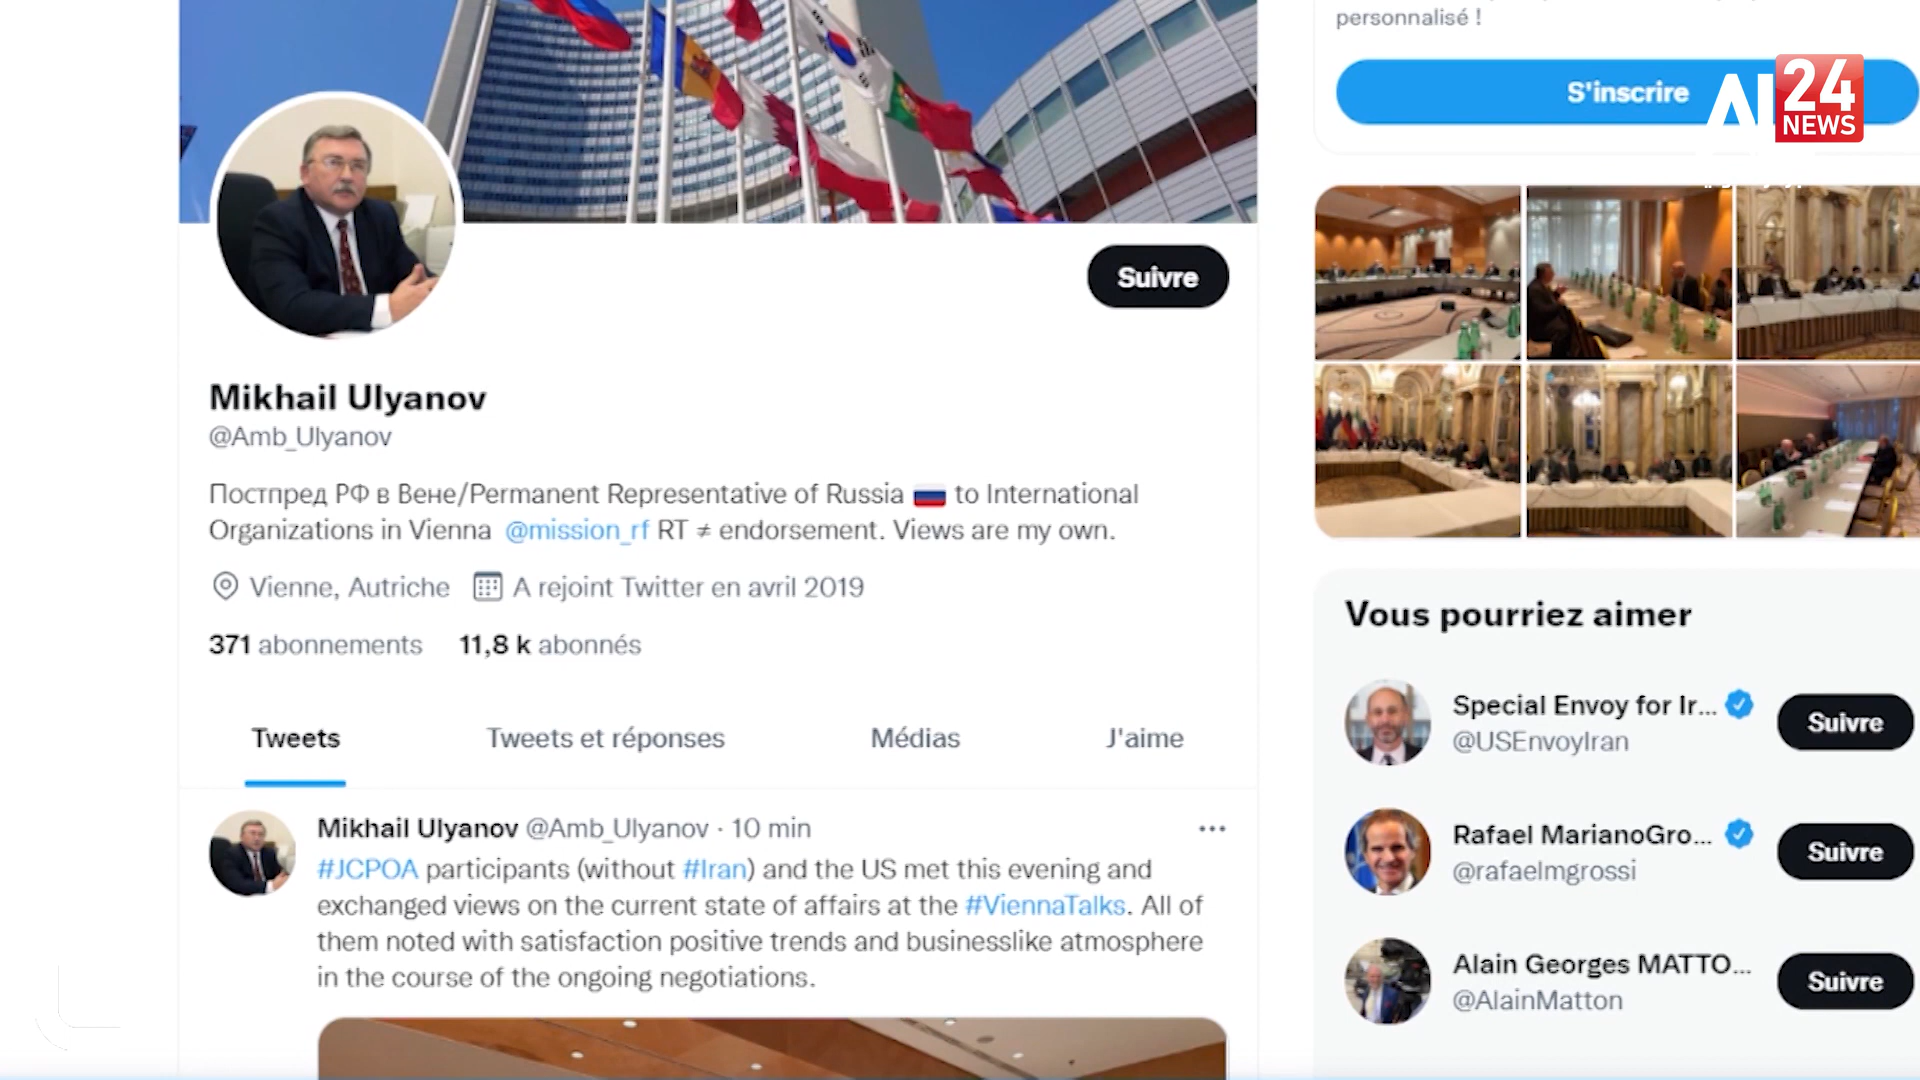 personnalisé !
S'inscrire
AL
24
NEWS
Suivre
Mikhail Ulyanov
@Amb_Ulyanov
Постпред РФ в Вене/Permanent Representative of Russia 🇷🇺 to International
Organizations in Vienna @mission_rf RT ≠ endorsement. Views are my own.
Vienne, Autriche A rejoint Twitter en avril 2019
371 abonnements 11,8 k abonnés
Tweets Tweets et réponses Médias J'aime
Mikhail Ulyanov @Amb_Ulyanov · 10 min
#JCPOA participants (without #Iran) and the US met this evening and
exchanged views on the current state of affairs at the #ViennaTalks. All of
them noted with satisfaction positive trends and businesslike atmosphere
in the course of the ongoing negotiations.
Vous pourriez aimer
Special Envoy for Ir...
@USEnvoyIran
Suivre
Rafael MarianoGro...
@rafaelmgrossi
Suivre
Alain Georges MATTO...
@AlainMatton
Suivre